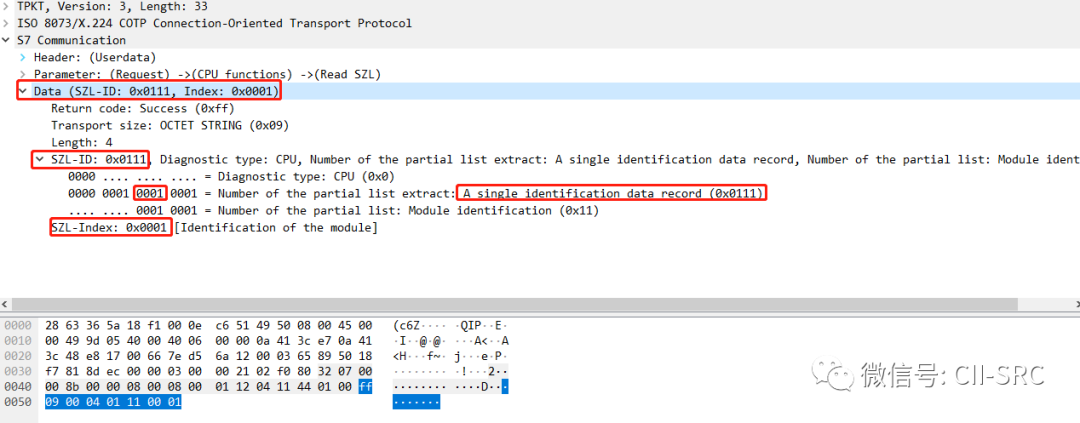 TPKT, Version: 3, Length: 33
ISO 8073/X.224 COTP Connection-Oriented Transport Protocol
S7 Communication
Header: (Userdata)
Parameter: (Request) ->(CPU functions) ->(Read SZL)
Data (SZL-ID: 0x0111, Index: 0x0001)
Return code: Success (0xff)
Transport size: OCTET STRING (0x09)
Length: 4
SZL-ID: 0x0111, Diagnostic type: CPU, Number of the partial list extract: A single identification data record, Number of the partial list: Module ident
0000 .... .... .... = Diagnostic type: CPU (0x0)
0000 0001 0001 0001 = Number of the partial list extract: A single identification data record (0x0111)
.... .... 0001 0001 = Number of the partial list: Module identification (0x11)
SZL-Index: 0x0001 [Identification of the module]
0000 28 63 36 5a 18 f1 00 0e c6 51 49 50 08 00 45 00 (c6Z···· ·QIP··E·
0010 00 49 9d 05 40 00 40 06 00 00 0a 41 3c e7 0a 41 ·I··@·@· ···A<··A
0020 3c 48 e8 17 00 66 7e d5 6a 12 00 03 65 89 50 18 <H···f~· j···e·P·
0030 f7 81 8d ec 00 00 03 00 00 21 02 f0 80 32 07 00 ········ ·!···2··
0040 00 8b 00 00 08 00 08 00 01 12 04 11 44 01 00 ff ········ ····D···
0050 09 00 04 01 11 00 01 ·······
微信号: CII-SRC